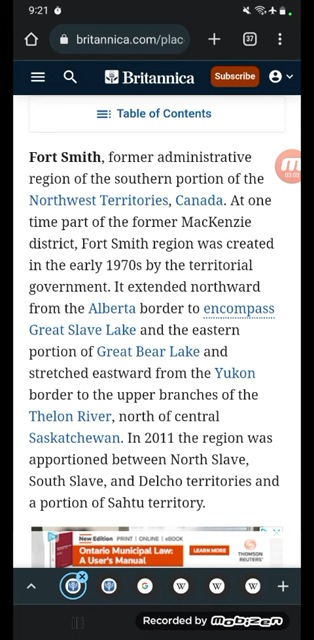 9:21
britannica.com/plac
37
Britannica
Subscribe
Table of Contents
Fort Smith, former administrative
region of the southern portion of the
Northwest Territories, Canada. At one
time part of the former MacKenzie
district, Fort Smith region was created
in the early 1970s by the territorial
government. It extended northward
from the Alberta border to encompass
Great Slave Lake and the eastern
portion of Great Bear Lake and
stretched eastward from the Yukon
border to the upper branches of the
Thelon River, north of central
Saskatchewan. In 2011 the region was
apportioned between North Slave,
South Slave, and Delcho territories and
a portion of Sahtu territory.
New Edition PRINT | ONLINE | eBOOK
Ontario Municipal Law:
A User's Manual
LEARN MORE
THOMSON
REUTERS
G
W
W
W
Recorded by Mobizen